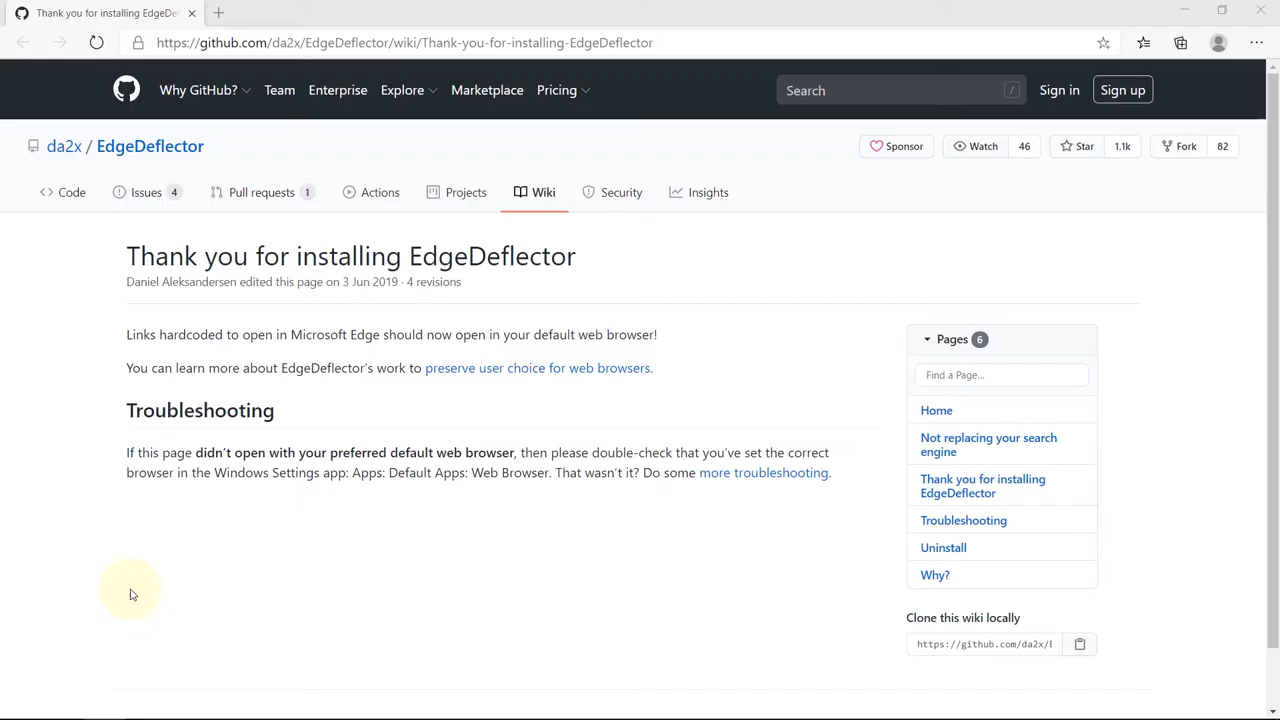 Thank you for installing EdgeDef
https://github.com/da2x/EdgeDeflector/wiki/Thank-you-for-installing-EdgeDeflector
Why GitHub? Team Enterprise Explore Marketplace Pricing Search / Sign in Sign up
da2x / EdgeDeflector Sponsor Watch 46 Star 1.1k Fork 82
Code Issues 4 Pull requests 1 Actions Projects Wiki Security Insights
Thank you for installing EdgeDeflector
Daniel Aleksandersen edited this page on 3 Jun 2019 · 4 revisions
Links hardcoded to open in Microsoft Edge should now open in your default web browser!
You can learn more about EdgeDeflector's work to preserve user choice for web browsers.
Troubleshooting
If this page didn't open with your preferred default web browser, then please double-check that you've set the correct
browser in the Windows Settings app: Apps: Default Apps: Web Browser. That wasn't it? Do some more troubleshooting.
Pages 6
Find a Page...
Home
Not replacing your search
engine
Thank you for installing
EdgeDeflector
Troubleshooting
Uninstall
Why?
Clone this wiki locally
https://github.com/da2x/E